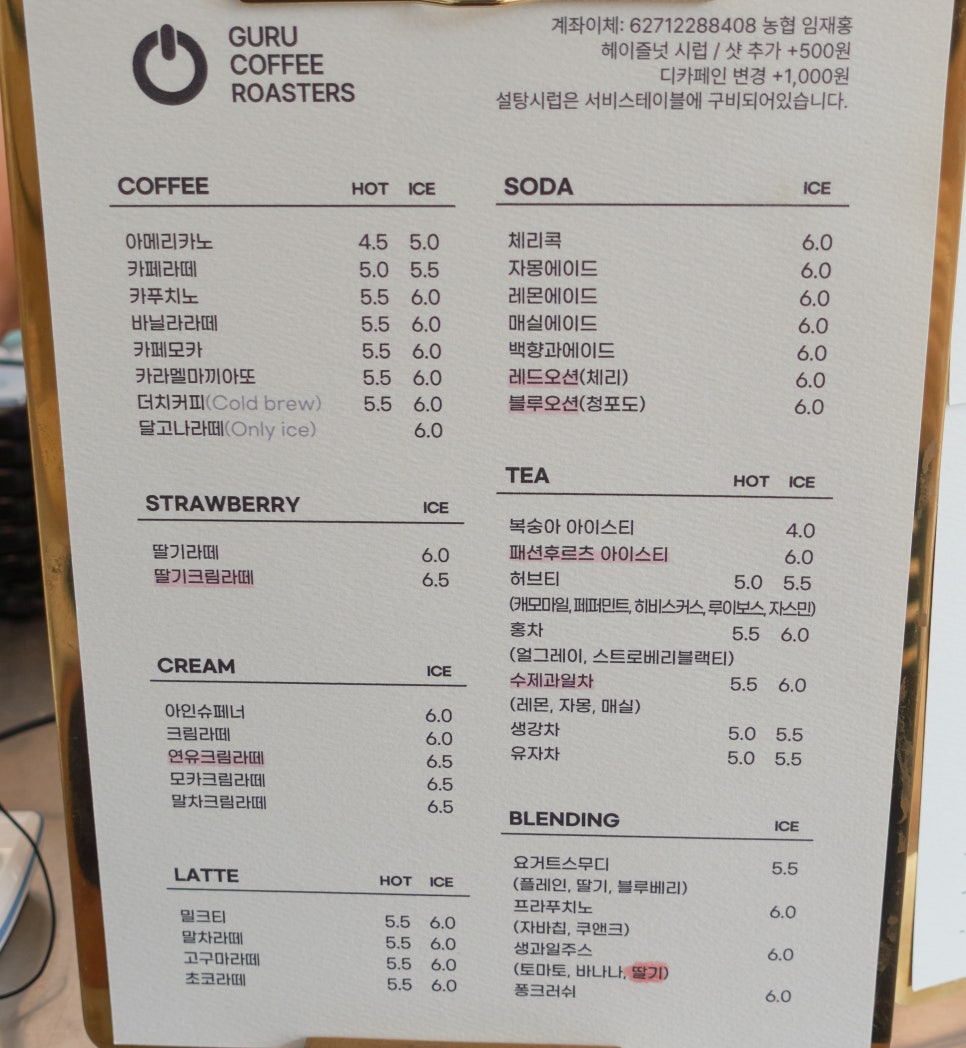 GURU
COFFEE
ROASTERS
계좌이체: 62712288408 농협 임재홍
헤이즐넛 시럽 / 샷 추가 +500원
디카페인 변경 +1,000원
설탕시럽은 서비스테이블에 구비되어있습니다.
COFFEE HOT ICE
아메리카노 4.5 5.0
카페라떼 5.0 5.5
카푸치노 5.5 6.0
바닐라라떼 5.5 6.0
카페모카 5.5 6.0
카라멜마끼아또 5.5 6.0
더치커피(Cold brew) 5.5 6.0
달고나라떼(Only ice) 6.0
STRAWBERRY ICE
딸기라떼 6.0
딸기크림라떼 6.5
CREAM ICE
아인슈페너 6.0
크림라떼 6.0
연유크림라떼 6.5
모카크림라떼 6.5
말차크림라떼 6.5
LATTE HOT ICE
밀크티 5.5 6.0
말차라떼 5.5 6.0
고구마라떼 5.5 6.0
초코라떼 5.5 6.0
SODA ICE
체리콕 6.0
자몽에이드 6.0
레몬에이드 6.0
매실에이드 6.0
백향과에이드 6.0
레드오션(체리) 6.0
블루오션(청포도) 6.0
TEA HOT ICE
복숭아 아이스티 4.0
패션후르츠 아이스티 6.0
허브티 5.0 5.5
(캐모마일, 페퍼민트, 히비스커스, 루이보스, 자스민)
홍차 5.5 6.0
(얼그레이, 스트로베리블랙티)
수제과일차 5.5 6.0
(레몬, 자몽, 매실)
생강차 5.0 5.5
유자차 5.0 5.5
BLENDING ICE
요거트스무디 5.5
(플레인, 딸기, 블루베리)
프라푸치노 6.0
(자바칩, 쿠앤크)
생과일주스 6.0
(토마토, 바나나, 딸기)
퐁크러쉬 6.0